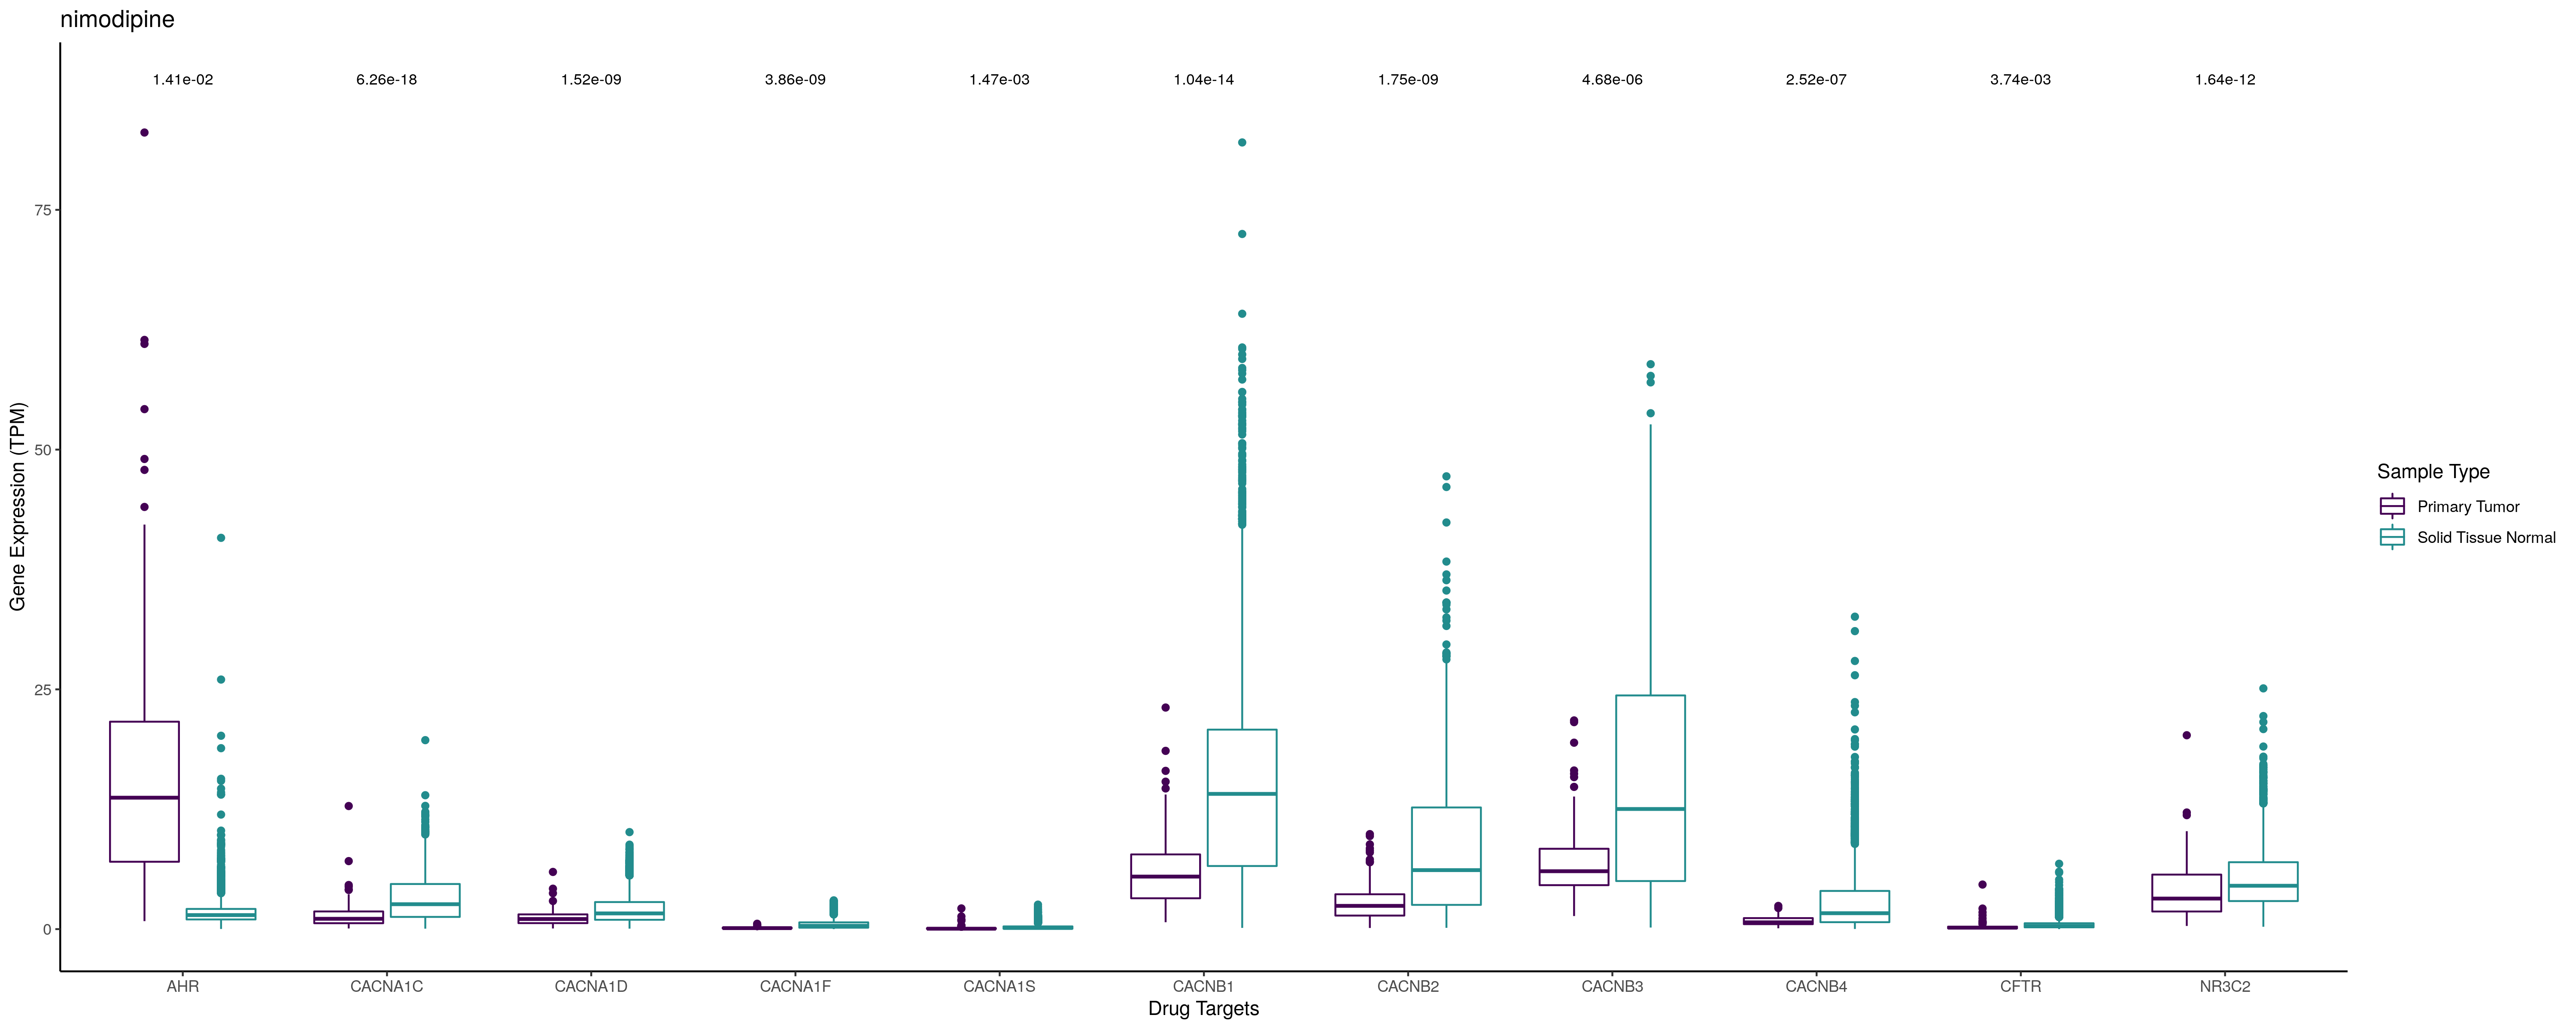 nimodipine
1.41e-02 6.26e-18 1.52e-09 3.86e-09 1.47e-03 1.04e-14 1.75e-09 4.68e-06 2.52e-07 3.74e-03 1.64e-12
75
50
25
0
Gene Expression (TPM)
AHR CACNA1C CACNA1D CACNA1F CACNA1S CACNB1 CACNB2 CACNB3 CACNB4 CFTR NR3C2
Drug Targets
Sample Type
Primary Tumor
Solid Tissue Normal